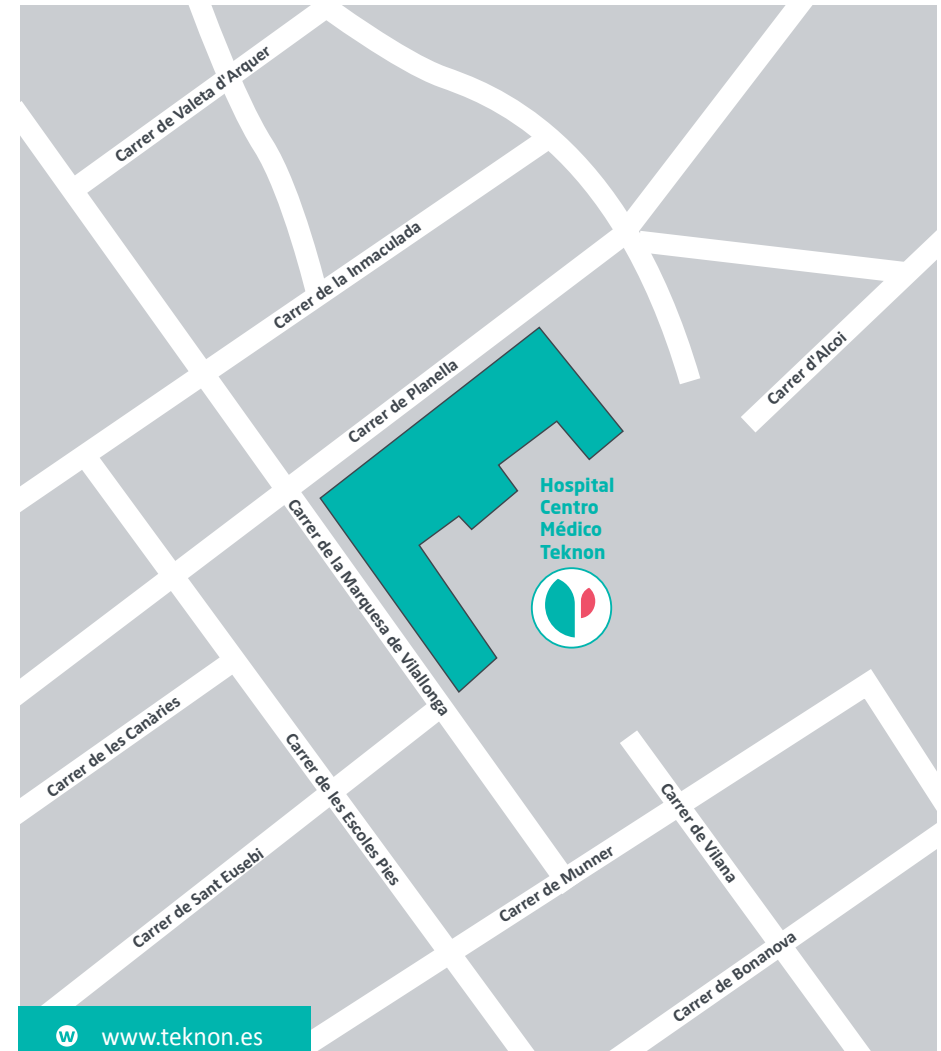 Carrer de Valeta d'Arquer
Carrer de la Inmaculada
Carrer de Planella
Carrer d'Alcoi
Hospital
Centro
Médico
Teknon
Carrer de la Marquesa de Vilallonga
Carrer de les Canàries
Carrer de les Escoles Pies
Carrer de Vilana
Carrer de Sant Eusebi
Carrer de Munner
Carrer de Bonanova
w www.teknon.es